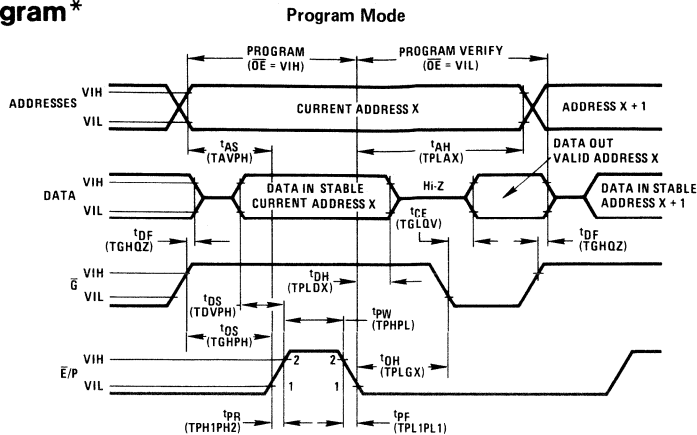 gram*
Program Mode
PROGRAM
(OE = VIH)
PROGRAM VERIFY
(OE = VIL)
ADDRESSES
VIH
VIL
CURRENT ADDRESS X
ADDRESS X + 1
tAS
(TAVPH)
tAH
(TPLAX)
DATA OUT
VALID ADDRESS X
DATA
VIH
VIL
DATA IN STABLE
CURRENT ADDRESS X
Hi-Z
DATA IN STABLE
ADDRESS X + 1
tDF
(TGHQZ)
tCE
(TGLQV)
tDF
(TGHQZ)
G
VIH
VIL
tDH
(TPLDX)
tDS
(TDVPH)
tPW
(TPHPL)
tOS
(TGHPH)
tOH
(TPLGX)
E/P
VIH
VIL
2 2
1 1
tPR
(TPH1PH2)
tPF
(TPL1PL1)